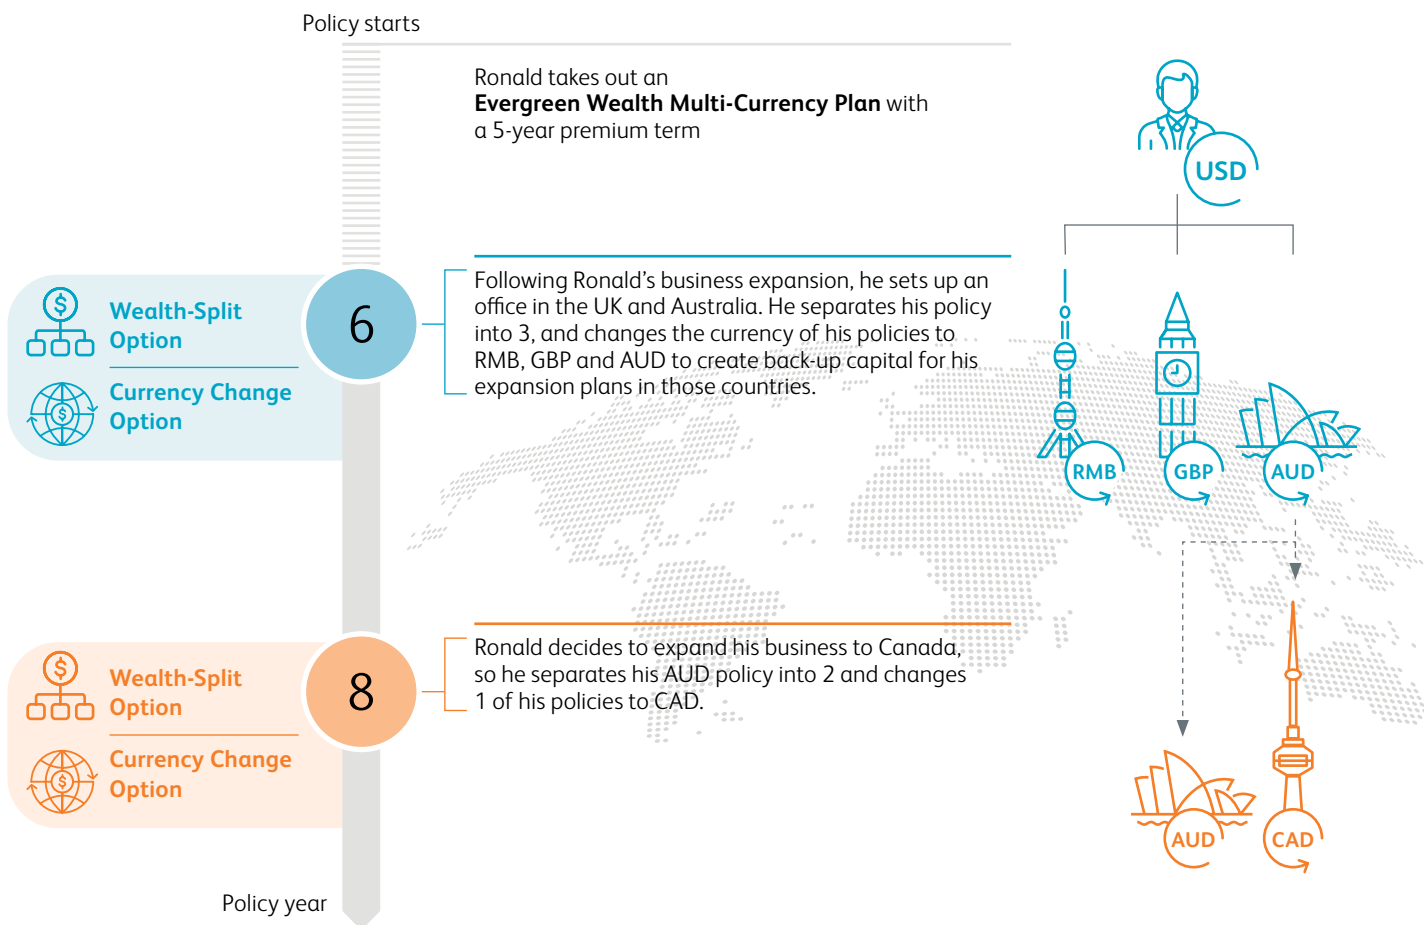 Policy starts
Ronald takes out an
Evergreen Wealth Multi-Currency Plan with
a 5-year premium term
USD
Wealth-Split
Option
Currency Change
Option
$
$
6
Following Ronald’s business expansion, he sets up an
office in the UK and Australia. He separates his policy
into 3, and changes the currency of his policies to
RMB, GBP and AUD to create back-up capital for his
expansion plans in those countries.
RMB
GBP
AUD
Wealth-Split
Option
Currency Change
Option
$
$
8
Ronald decides to expand his business to Canada,
so he separates his AUD policy into 2 and changes
1 of his policies to CAD.
AUD
CAD
Policy year